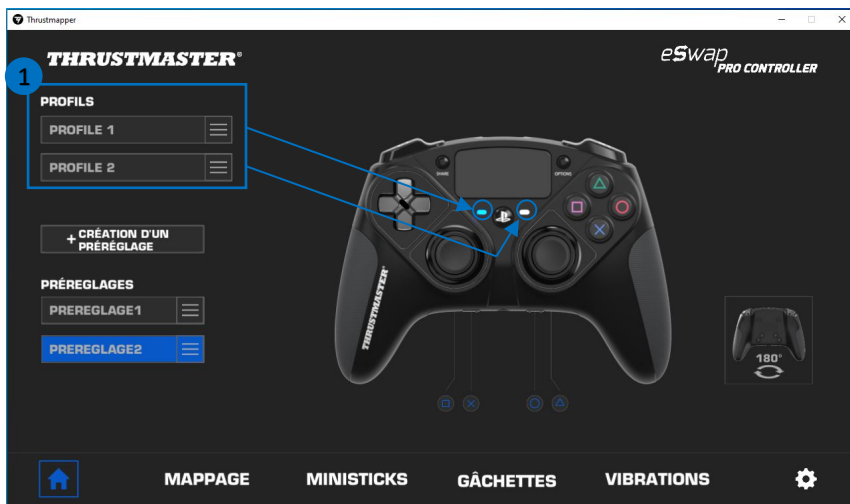 Thrustmapper
THRUSTMASTER®
eSwap
PRO CONTROLLER
1
PROFILS
PROFILE 1
PROFILE 2
SHARE
OPTIONS
+ CRÉATION D'UN
PRÉRÉGLAGE
PRÉREGLAGES
PREREGLAGE1
PREREGLAGE2
THRUSTMASTER®
180°
MAPPAGE
MINISTICKS
GÂCHETTES
VIBRATIONS